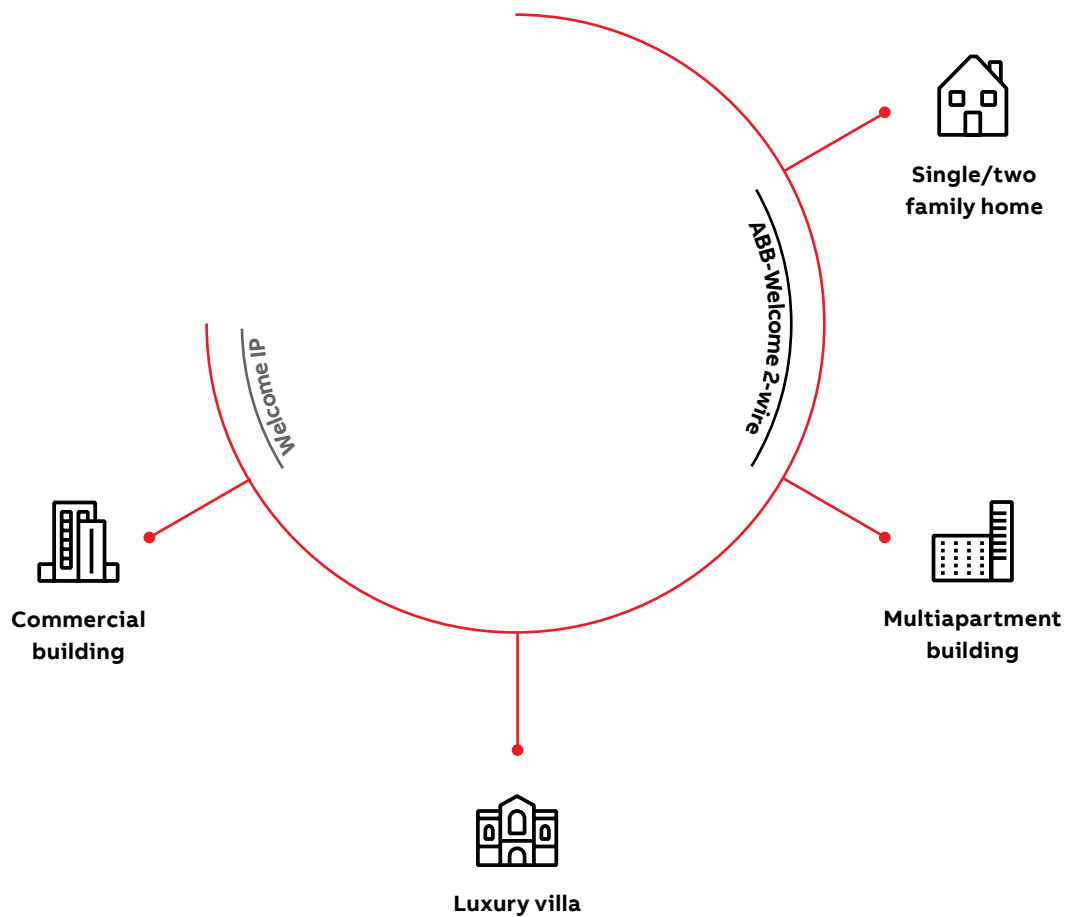 Single/two
family home
ABB-Welcome 2-wire
Welcome IP
Commercial
building
Multiapartment
building
Luxury villa